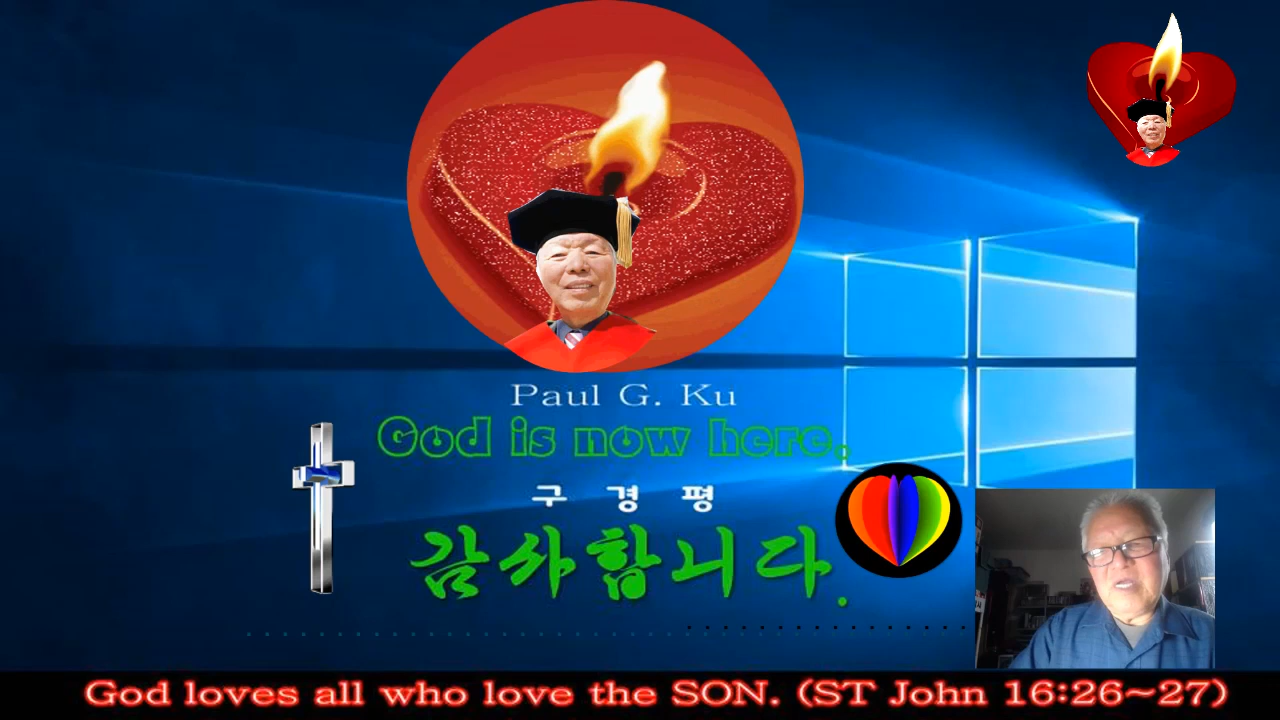 Paul G. Ku
God is now here.
구 경 평
감사합니다.
God loves all who love the SON. (ST John 16:26~27)